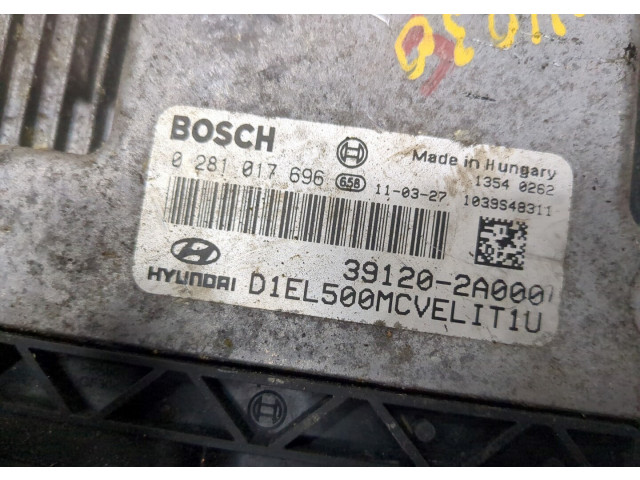 BOSCH
Made in Hungary
0 281 017 696 658 11-03-27
1354 0262
1039S48311
39120-2A000
HYUNDAI D1EL500MCVELIT1U